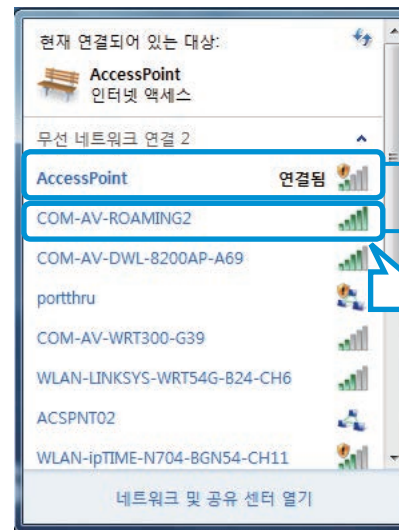 현재 연결되어 있는 대상:
AccessPoint
인터넷 액세스
무선 네트워크 연결 2
AccessPoint 연결됨
COM-AV-ROAMING2
COM-AV-DWL-8200AP-A69
portthru
COM-AV-WRT300-G39
WLAN-LINKSYS-WRT54G-B24-CH6
ACSPNT02
WLAN-ipTIME-N704-BGN54-CH11
네트워크 및 공유 센터 열기